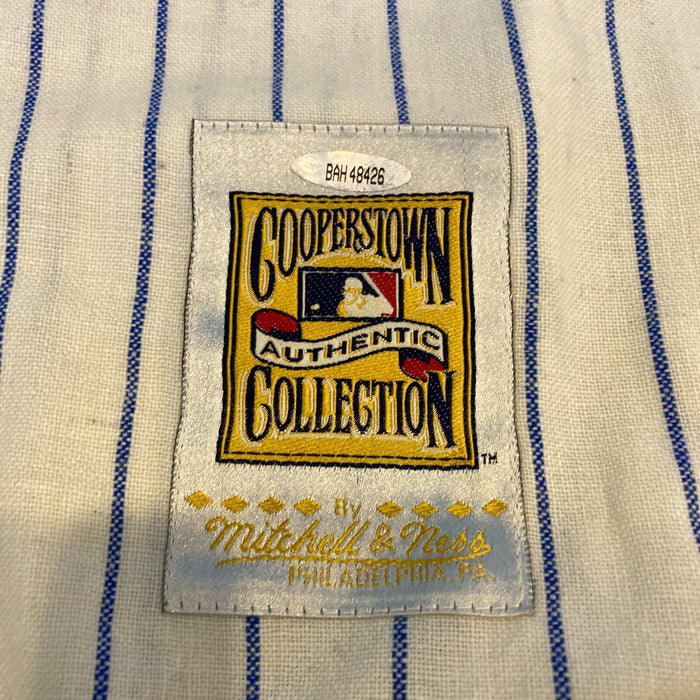 BAH 48426
COOPERSTOWN
AUTHENTIC
COLLECTION
TM
By
Mitchell & Ness
PHILADELPHIA, PA.